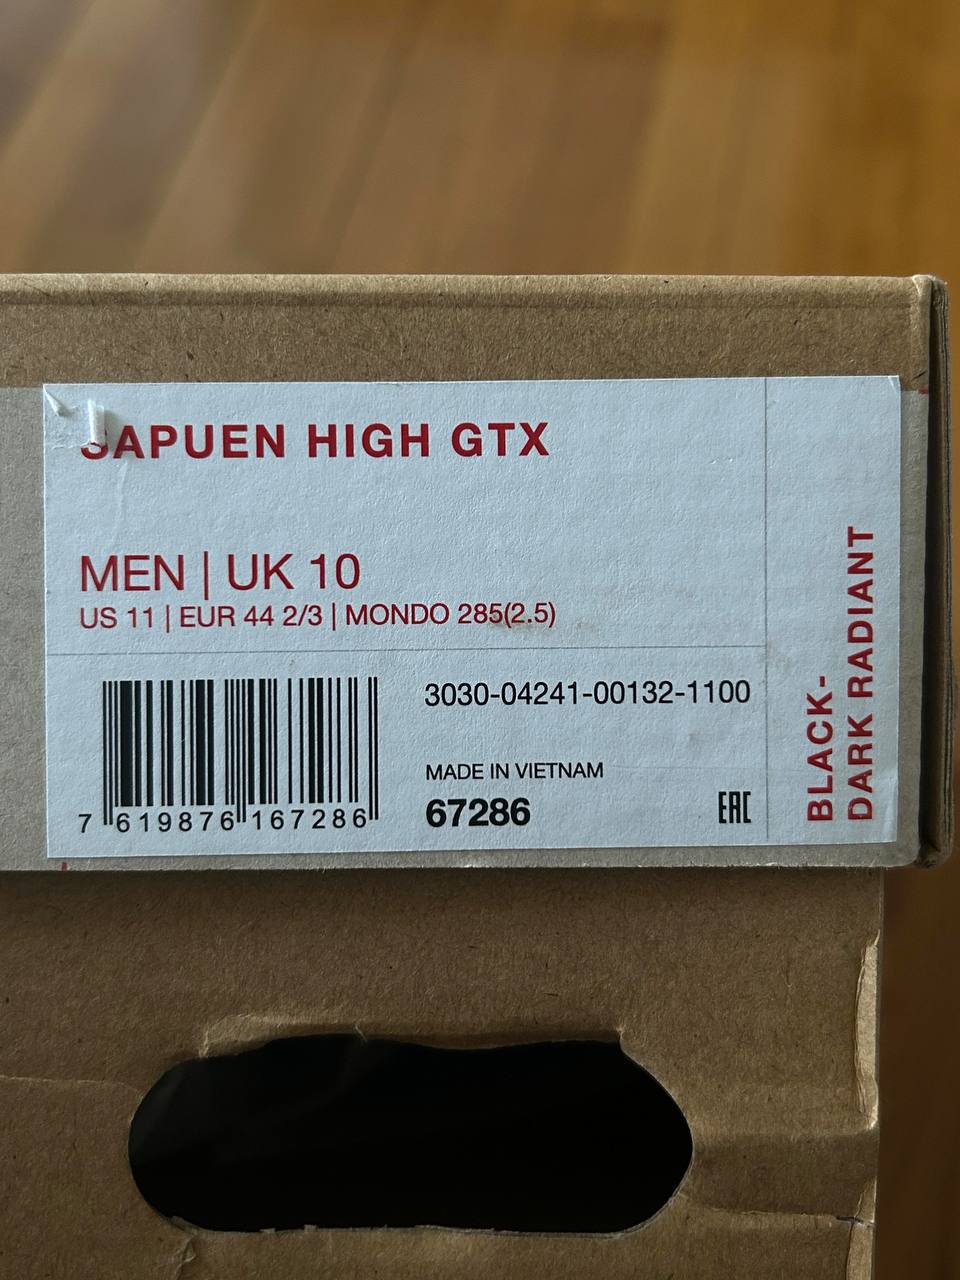 SAPUEN HIGH GTX
MEN | UK 10
US 11 | EUR 44 2/3 | MONDO 285(2.5)
3030-04241-00132-1100
MADE IN VIETNAM
67286
EAC
7 619876 167286
BLACK-
DARK RADIANT